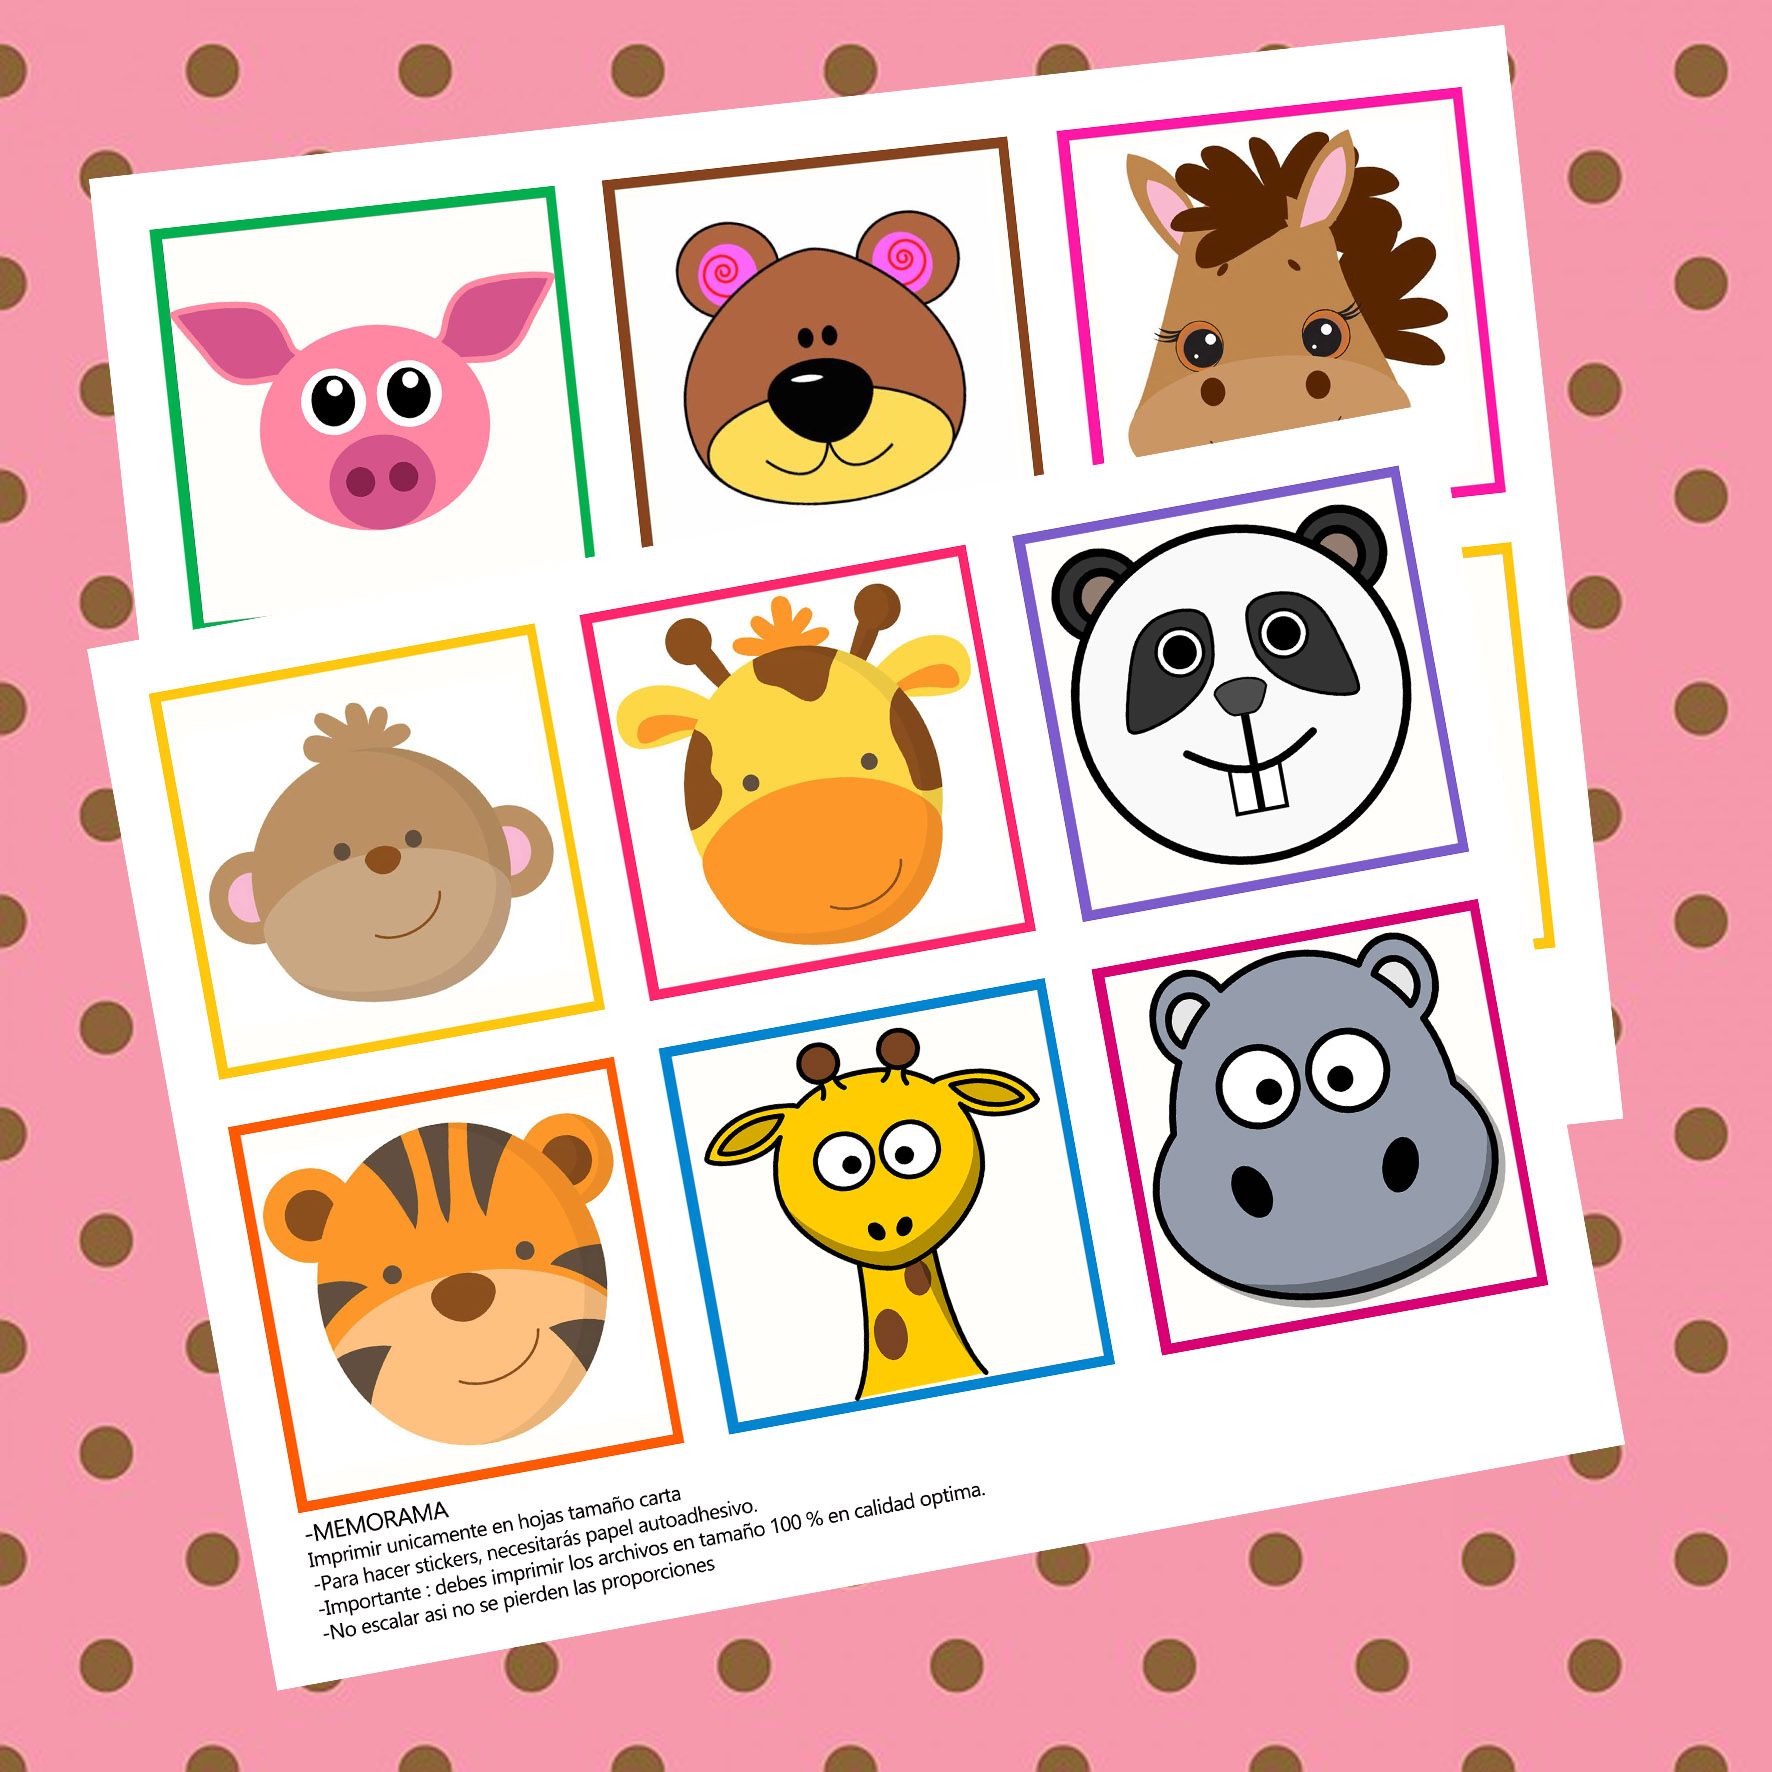 -MEMORAMA
Imprimir unicamente en hojas tamaño carta
-Para hacer stickers, necesitarás papel autoadhesivo.
-Importante : debes imprimir los archivos en tamaño 100 % en calidad optima.
-No escalar asi no se pierden las proporciones